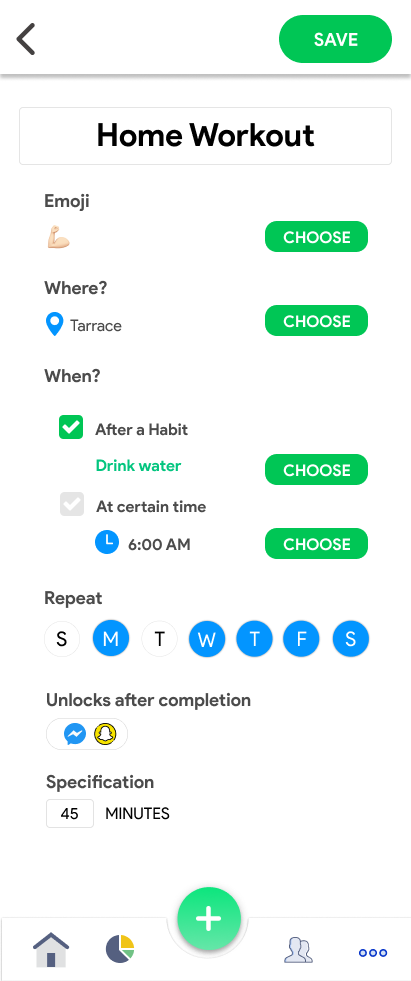 SAVE
Home Workout
Emoji
CHOOSE
Where?
Tarrace
CHOOSE
When?
After a Habit
Drink water
CHOOSE
At certain time
6:00 AM
CHOOSE
Repeat
S M T W T F S
Unlocks after completion
Specification
45 MINUTES